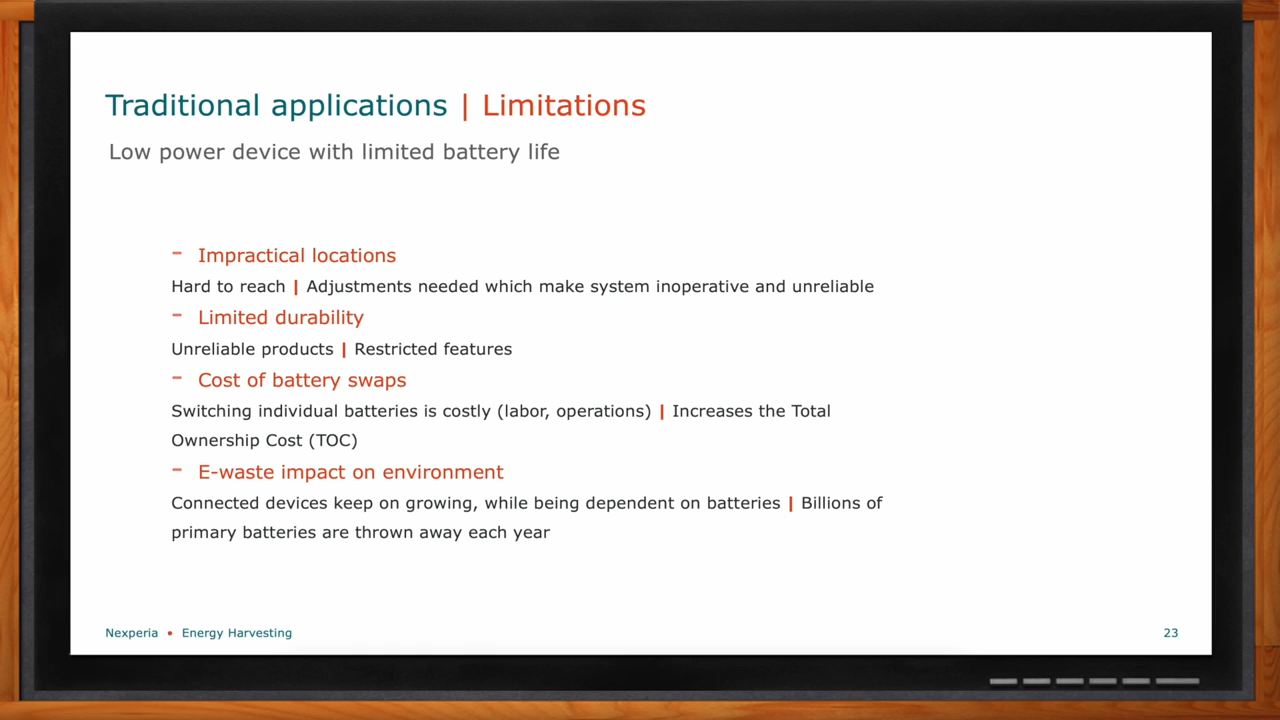 Traditional applications | Limitations
Low power device with limited battery life
– Impractical locations
Hard to reach | Adjustments needed which make system inoperative and unreliable
– Limited durability
Unreliable products | Restricted features
– Cost of battery swaps
Switching individual batteries is costly (labor, operations) | Increases the Total
Ownership Cost (TOC)
– E-waste impact on environment
Connected devices keep on growing, while being dependent on batteries | Billions of
primary batteries are thrown away each year
Nexperia • Energy Harvesting
23